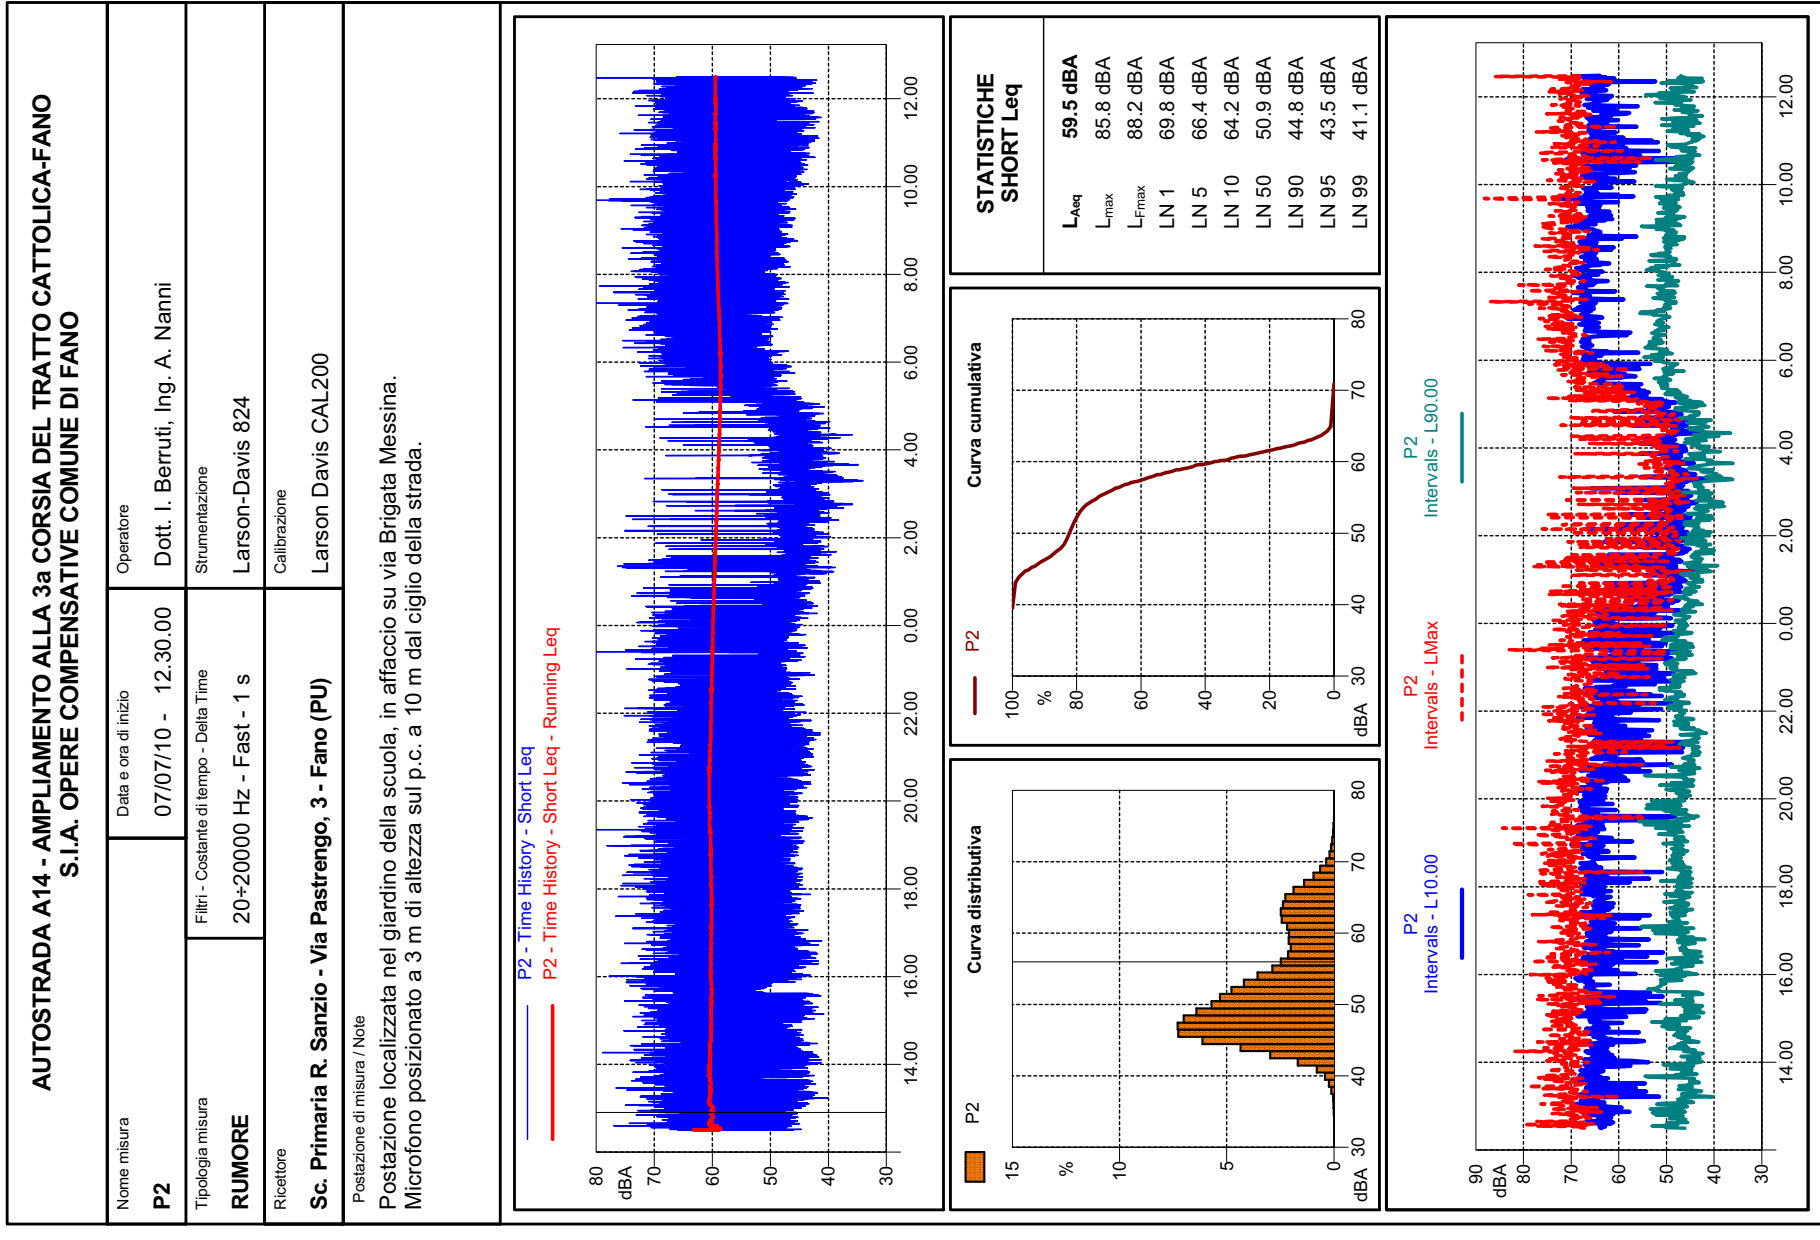 AUTOSTRADA A14 - AMPLIAMENTO ALLA 3a CORSIA DEL TRATTO CATTOLICA-FANO
S.I.A. OPERE COMPENSATIVE COMUNE DI FANO
Nome misura
P2
Data e ora di inizio
07/07/10 - 12.30.00
Operatore
Dott. I. Berruti, Ing. A. Nanni
Tipologia misura
RUMORE
Filtri - Costante di tempo - Delta Time
20÷20000 Hz - Fast - 1 s
Strumentazione
Larson-Davis 824
Ricettore
Sc. Primaria R. Sanzio - Via Pastrengo, 3 - Fano (PU)
Calibrazione
Larson Davis CAL200
Postazione di misura / Note
Postazione localizzata nel giardino della scuola, in affaccio su via Brigata Messina.
Microfono posizionato a 3 m di altezza sul p.c. a 10 m dal ciglio della strada.
P2 - Time History - Short Leq
P2 - Time History - Short Leq - Running Leq
80
dBA
70
60
50
40
30
14.00 16.00 18.00 20.00 22.00 0.00 2.00 4.00 6.00 8.00 10.00 12.00
P2
Curva distributiva
15
%
10
5
0
dBA
30 40 50 60 70 80
P2
Curva cumulativa
100
%
80
60
40
20
0
dBA
30 40 50 60 70 80
STATISTICHE
SHORT Leq
LAeq 59.5 dBA
Lmax 85.8 dBA
LFmax 88.2 dBA
LN 1 69.8 dBA
LN 5 66.4 dBA
LN 10 64.2 dBA
LN 50 50.9 dBA
LN 90 44.8 dBA
LN 95 43.5 dBA
LN 99 41.1 dBA
P2
Intervals - L10.00
P2
Intervals - LMax
P2
Intervals - L90.00
90
dBA
80
70
60
50
40
30
14.00 16.00 18.00 20.00 22.00 0.00 2.00 4.00 6.00 8.00 10.00 12.00